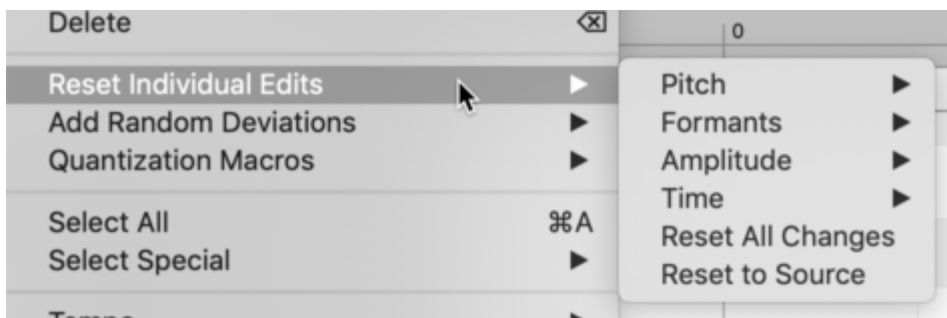 Delete ⌫
0
Reset Individual Edits ▶
Add Random Deviations ▶
Quantization Macros ▶
Select All ⌘A
Select Special ▶
Pitch ▶
Formants ▶
Amplitude ▶
Time ▶
Reset All Changes
Reset to Source